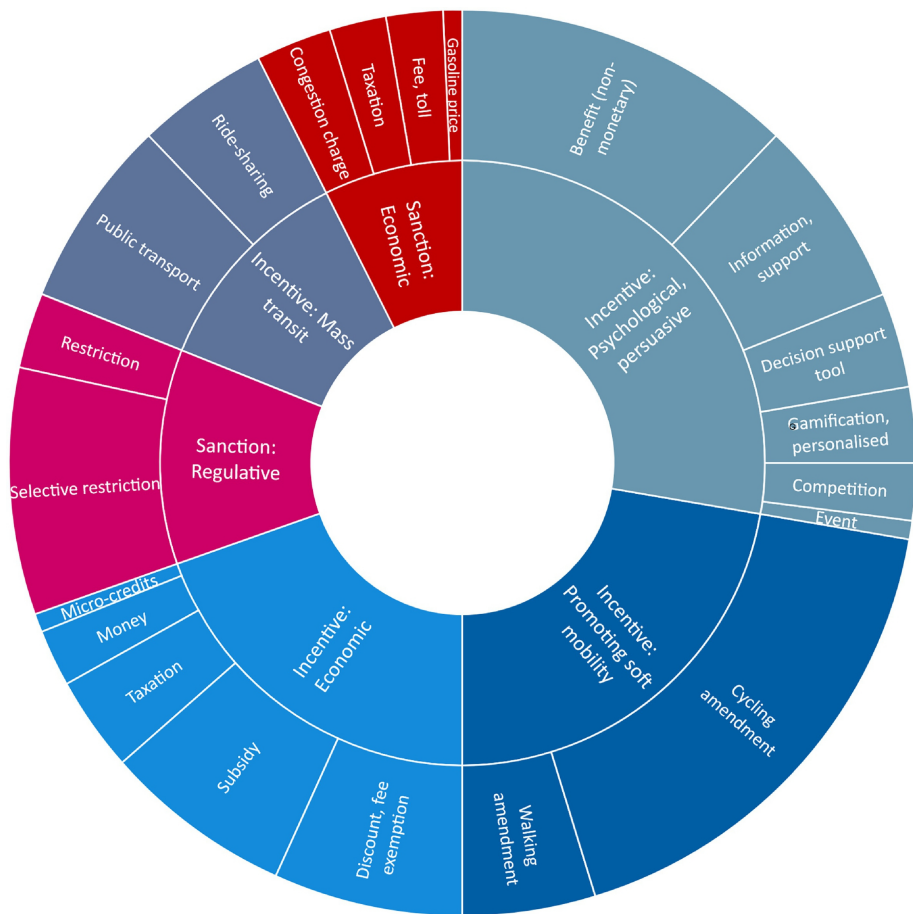 Benefit (non-
monetary)
Information,
support
Decision support
tool
Gamification,
personalised
Competition
Event
Incentive:
Psychological,
persuasive
Cycling
amendment
Walking
amendment
Incentive:
Promoting soft
mobility
Discount, fee
exemption
Subsidy
Taxation
Money
Micro-credits
Incentive:
Economic
Selective restriction
Restriction
Sanction:
Regulative
Public transport
Ride-sharing
Incentive: Mass
transit
Congestion charge
Taxation
Fee, toll
Gasoline price
Sanction:
Economic